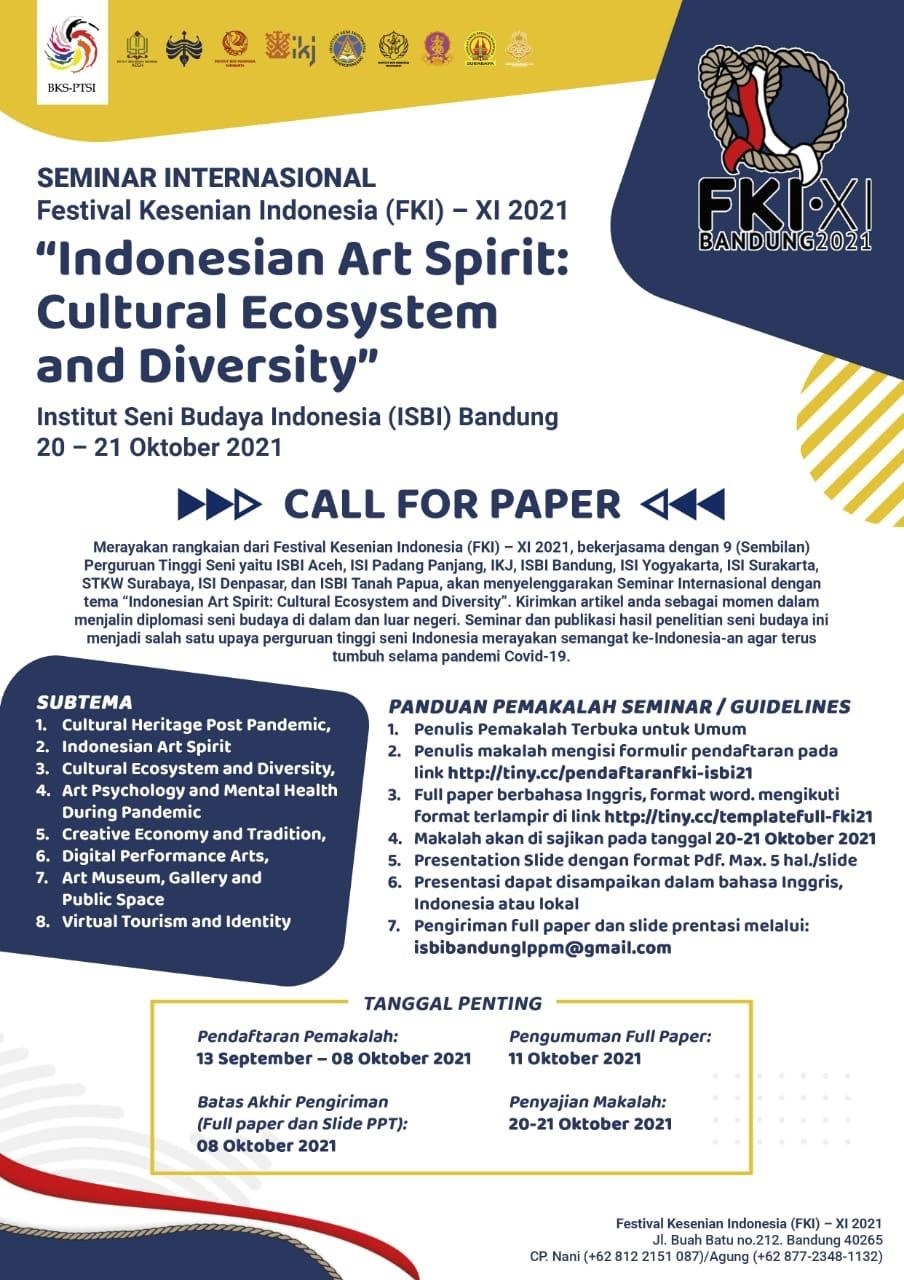 BKS-PTSI
ikj
SURABAYA
FKI·XI
BANDUNG2021
SEMINAR INTERNASIONAL
Festival Kesenian Indonesia (FKI) – XI 2021
“Indonesian Art Spirit:
Cultural Ecosystem
and Diversity”
Institut Seni Budaya Indonesia (ISBI) Bandung
20 – 21 Oktober 2021
CALL FOR PAPER
Merayakan rangkaian dari Festival Kesenian Indonesia (FKI) – XI 2021, bekerjasama dengan 9 (Sembilan)
Perguruan Tinggi Seni yaitu ISBI Aceh, ISI Padang Panjang, IKJ, ISBI Bandung, ISI Yogyakarta, ISI Surakarta,
STKW Surabaya, ISI Denpasar, dan ISBI Tanah Papua, akan menyelenggarakan Seminar Internasional dengan
tema “Indonesian Art Spirit: Cultural Ecosystem and Diversity”. Kirimkan artikel anda sebagai momen dalam
menjalin diplomasi seni budaya di dalam dan luar negeri. Seminar dan publikasi hasil penelitian seni budaya ini
menjadi salah satu upaya perguruan tinggi seni Indonesia merayakan semangat ke-Indonesia-an agar terus
tumbuh selama pandemi Covid-19.
SUBTEMA
1. Cultural Heritage Post Pandemic,
2. Indonesian Art Spirit
3. Cultural Ecosystem and Diversity,
4. Art Psychology and Mental Health
During Pandemic
5. Creative Economy and Tradition,
6. Digital Performance Arts,
7. Art Museum, Gallery and
Public Space
8. Virtual Tourism and Identity
PANDUAN PEMAKALAH SEMINAR / GUIDELINES
1. Penulis Pemakalah Terbuka untuk Umum
2. Penulis makalah mengisi formulir pendaftaran pada
link http://tiny.cc/pendaftaranfki-isbi21
3. Full paper berbahasa Inggris, format word. mengikuti
format terlampir di link http://tiny.cc/templatefull-fki21
4. Makalah akan di sajikan pada tanggal 20-21 Oktober 2021
5. Presentation Slide dengan format Pdf. Max. 5 hal./slide
6. Presentasi dapat disampaikan dalam bahasa Inggris,
Indonesia atau lokal
7. Pengiriman full paper dan slide prentasi melalui:
isbibandunglppm@gmail.com
TANGGAL PENTING
Pendaftaran Pemakalah:
13 September – 08 Oktober 2021
Batas Akhir Pengiriman
(Full paper dan Slide PPT):
08 Oktober 2021
Pengumuman Full Paper:
11 Oktober 2021
Penyajian Makalah:
20-21 Oktober 2021
Festival Kesenian Indonesia (FKI) – XI 2021
Jl. Buah Batu no.212. Bandung 40265
CP. Nani (+62 812 2151 087)/Agung (+62 877-2348-1132)